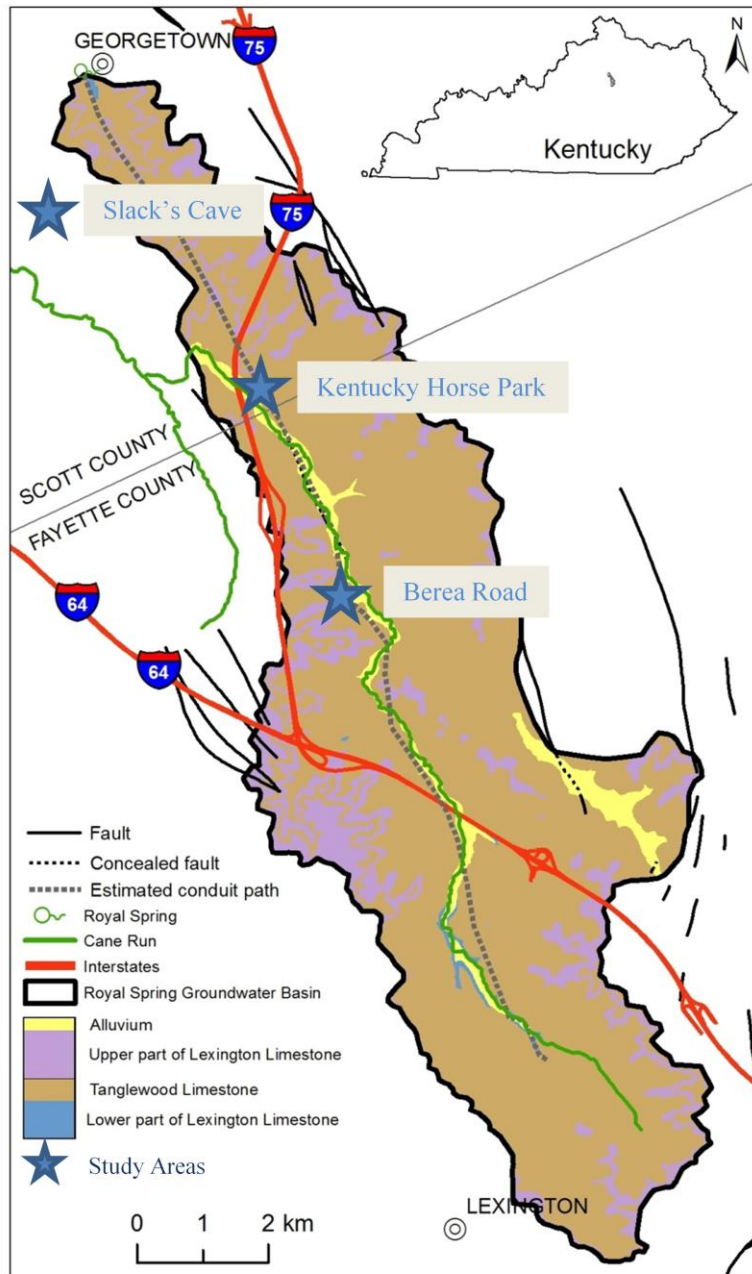 GEORGETOWN
75
N
Kentucky
Slack's Cave
75
Kentucky Horse Park
SCOTT COUNTY
FAYETTE COUNTY
64
Berea Road
64
Fault
Concealed fault
Estimated conduit path
Royal Spring
Cane Run
Interstates
Royal Spring Groundwater Basin
Alluvium
Upper part of Lexington Limestone
Tanglewood Limestone
Lower part of Lexington Limestone
Study Areas
LEXINGTON
0 1 2 km